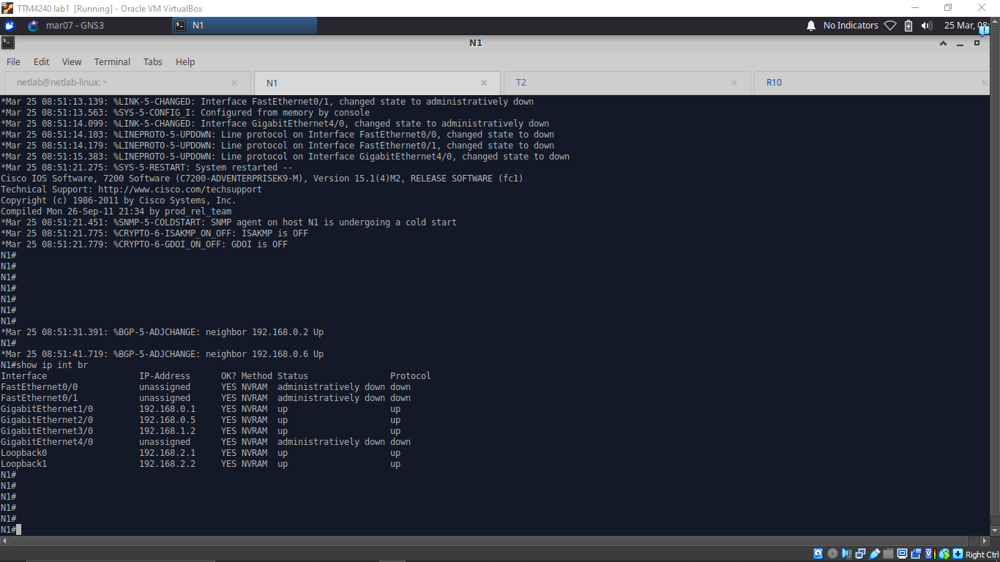 TTM4240 lab1 [Running] - Oracle VM VirtualBox
mar07 - GNS3
N1
No Indicators
25 Mar, 08:
N1
File Edit View Terminal Tabs Help
netlab@netlab-linux: ~
N1
T2
R10
*Mar 25 08:51:13.139: %LINK-5-CHANGED: Interface FastEthernet0/1, changed state to administratively down
*Mar 25 08:51:13.563: %SYS-5-CONFIG_I: Configured from memory by console
*Mar 25 08:51:14.099: %LINK-5-CHANGED: Interface GigabitEthernet4/0, changed state to administratively down
*Mar 25 08:51:14.103: %LINEPROTO-5-UPDOWN: Line protocol on Interface FastEthernet0/0, changed state to down
*Mar 25 08:51:14.179: %LINEPROTO-5-UPDOWN: Line protocol on Interface FastEthernet0/1, changed state to down
*Mar 25 08:51:15.383: %LINEPROTO-5-UPDOWN: Line protocol on Interface GigabitEthernet4/0, changed state to down
*Mar 25 08:51:21.275: %SYS-5-RESTART: System restarted --
Cisco IOS Software, 7200 Software (C7200-ADVENTERPRISEK9-M), Version 15.1(4)M2, RELEASE SOFTWARE (fc1)
Technical Support: http://www.cisco.com/techsupport
Copyright (c) 1986-2011 by Cisco Systems, Inc.
Compiled Mon 26-Sep-11 21:34 by prod_rel_team
*Mar 25 08:51:21.451: %SNMP-5-COLDSTART: SNMP agent on host N1 is undergoing a cold start
*Mar 25 08:51:21.775: %CRYPTO-6-ISAKMP_ON_OFF: ISAKMP is OFF
*Mar 25 08:51:21.779: %CRYPTO-6-GDOI_ON_OFF: GDOI is OFF
N1#
N1#
N1#
N1#
N1#
N1#
N1#
*Mar 25 08:51:31.391: %BGP-5-ADJCHANGE: neighbor 192.168.0.2 Up
N1#
*Mar 25 08:51:41.719: %BGP-5-ADJCHANGE: neighbor 192.168.0.6 Up
N1#show ip int br
Interface IP-Address OK? Method Status Protocol
FastEthernet0/0 unassigned YES NVRAM administratively down down
FastEthernet0/1 unassigned YES NVRAM administratively down down
GigabitEthernet1/0 192.168.0.1 YES NVRAM up up
GigabitEthernet2/0 192.168.0.5 YES NVRAM up up
GigabitEthernet3/0 192.168.1.2 YES NVRAM up up
GigabitEthernet4/0 unassigned YES NVRAM administratively down down
Loopback0 192.168.2.1 YES NVRAM up up
Loopback1 192.168.2.2 YES NVRAM up up
N1#
N1#
N1#
N1#
N1#
N1#
Right Ctrl